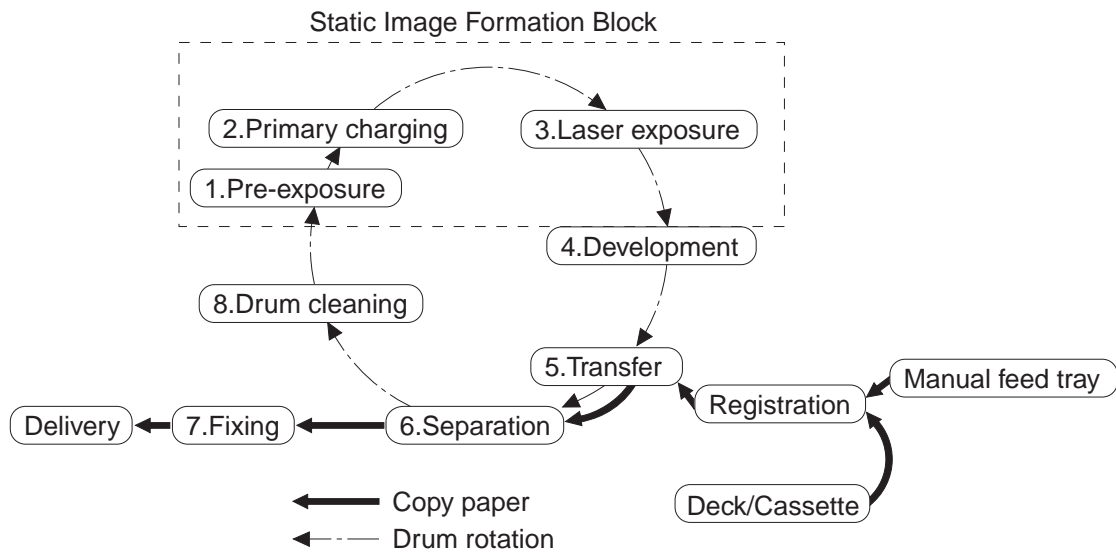 Static Image Formation Block
2.Primary charging
3.Laser exposure
1.Pre-exposure
4.Development
8.Drum cleaning
5.Transfer
Manual feed tray
Registration
Delivery
7.Fixing
6.Separation
Deck/Cassette
Copy paper
Drum rotation